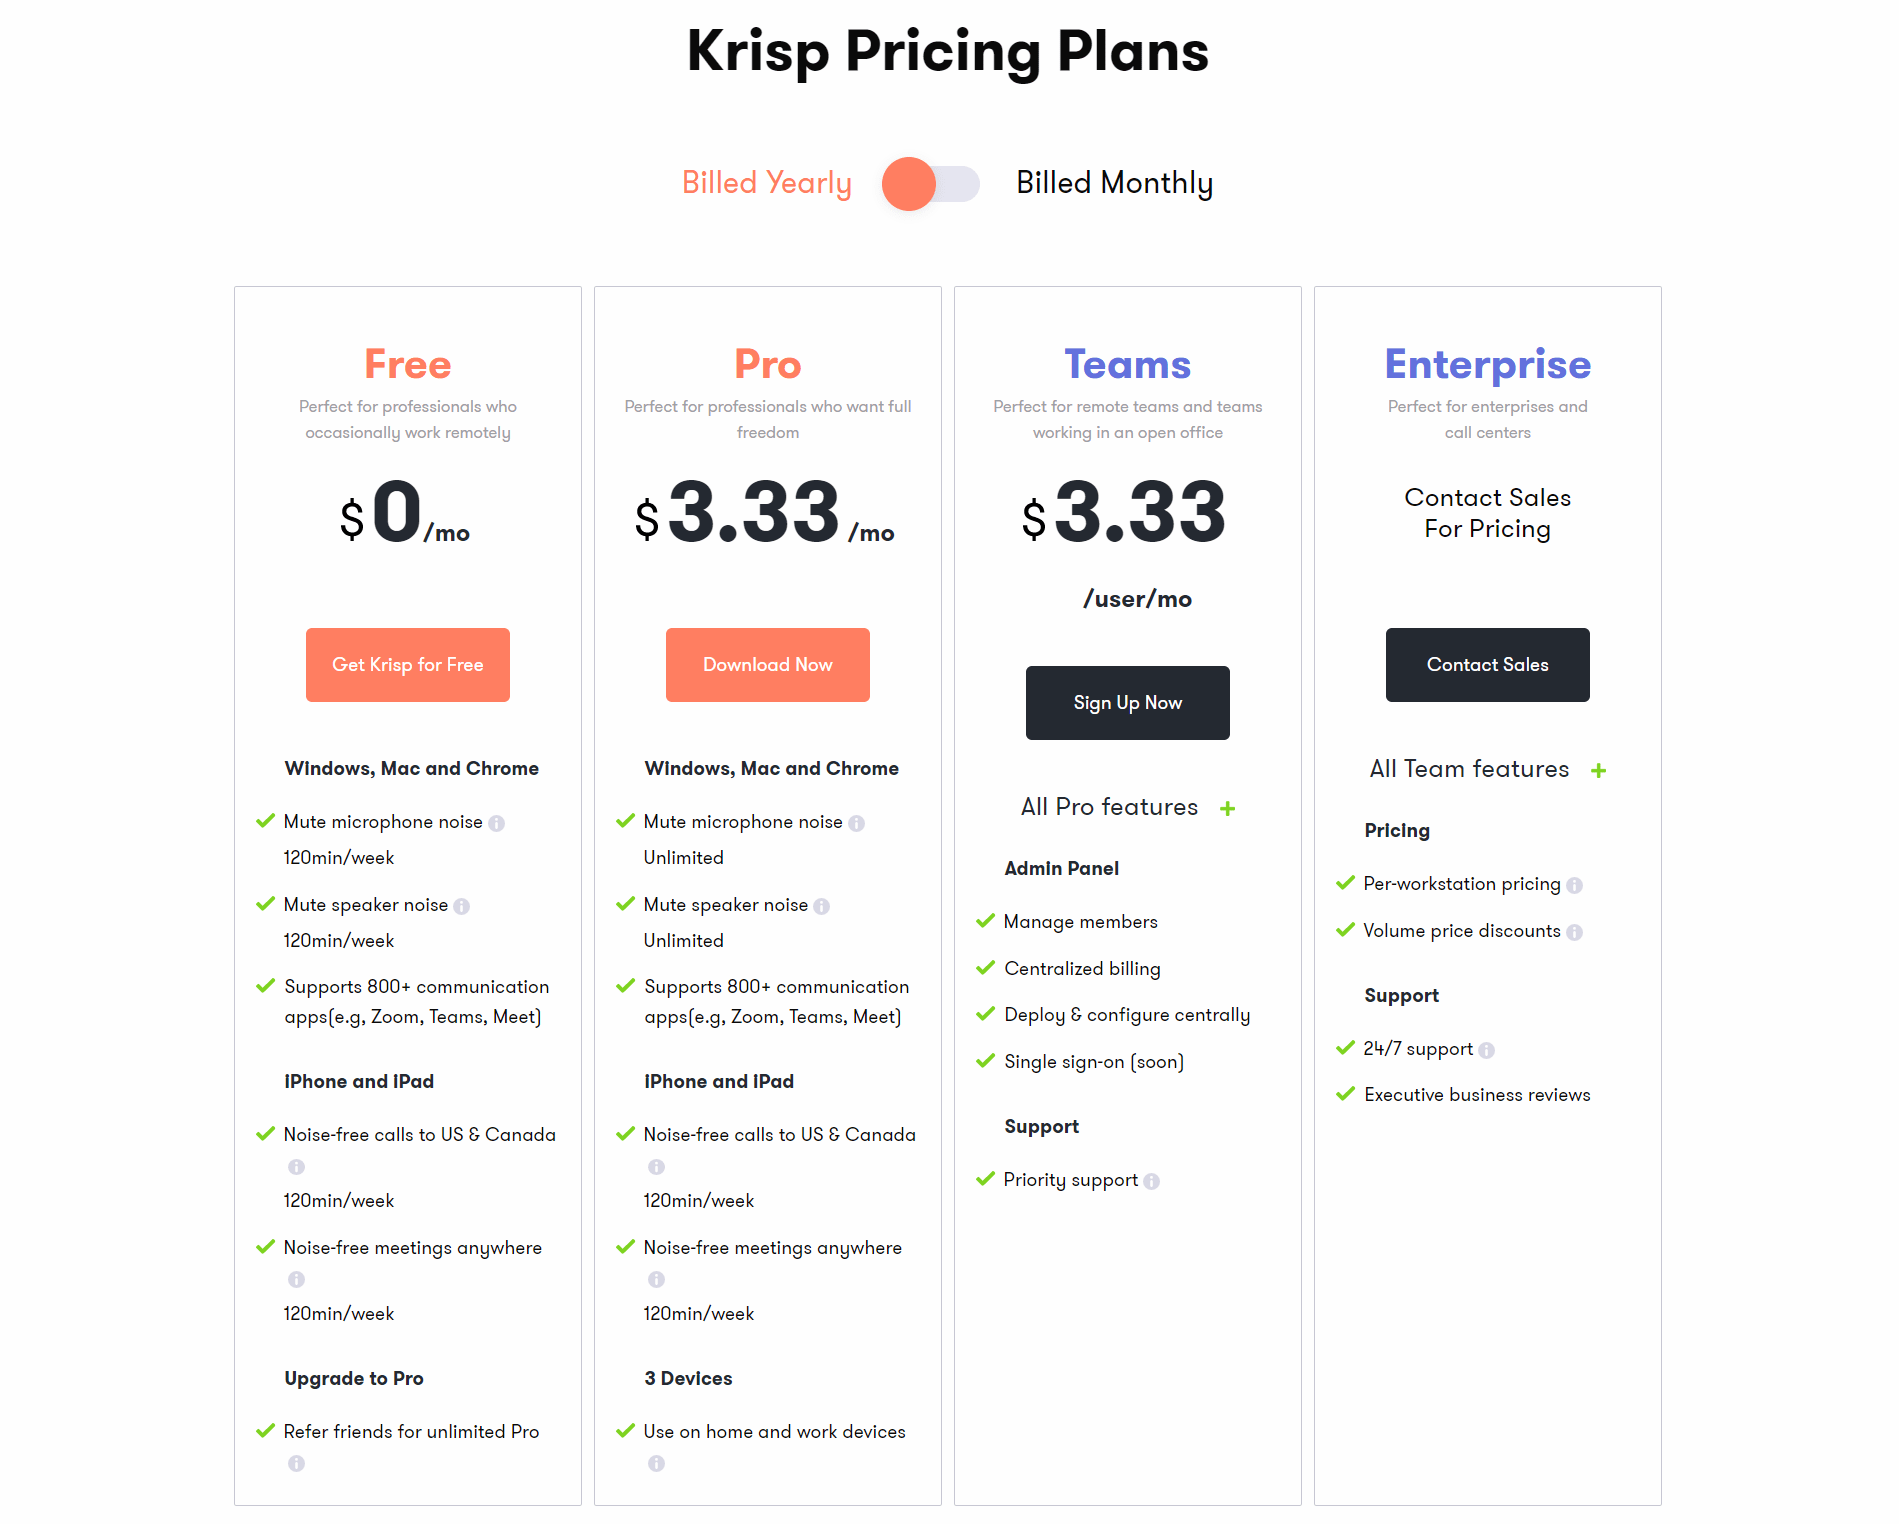 Krisp Pricing Plans
Billed Yearly
Billed Monthly
Free
Perfect for professionals who
occasionally work remotely
$0/mo
Get Krisp for Free
Windows, Mac and Chrome
Mute microphone noise
120min/week
Mute speaker noise
120min/week
Supports 800+ communication
apps(e.g, Zoom, Teams, Meet)
iPhone and iPad
Noise-free calls to US & Canada
120min/week
Noise-free meetings anywhere
120min/week
Upgrade to Pro
Refer friends for unlimited Pro
Pro
Perfect for professionals who want full
freedom
$3.33/mo
Download Now
Windows, Mac and Chrome
Mute microphone noise
Unlimited
Mute speaker noise
Unlimited
Supports 800+ communication
apps(e.g, Zoom, Teams, Meet)
iPhone and iPad
Noise-free calls to US & Canada
120min/week
Noise-free meetings anywhere
120min/week
3 Devices
Use on home and work devices
Teams
Perfect for remote teams and teams
working in an open office
$3.33
/user/mo
Sign Up Now
All Pro features +
Admin Panel
Manage members
Centralized billing
Deploy & configure centrally
Single sign-on (soon)
Support
Priority support
Enterprise
Perfect for enterprises and
call centers
Contact Sales
For Pricing
Contact Sales
All Team features +
Pricing
Per-workstation pricing
Volume price discounts
Support
24/7 support
Executive business reviews